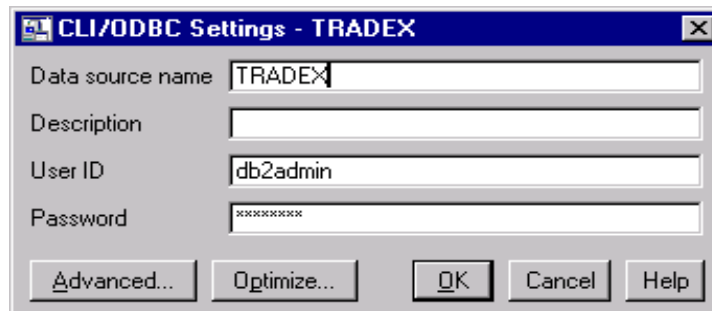 CLI/ODBC Settings - TRADEX
Data source name TRADEX
Description
User ID db2admin
Password ********
Advanced... Optimize... OK Cancel Help